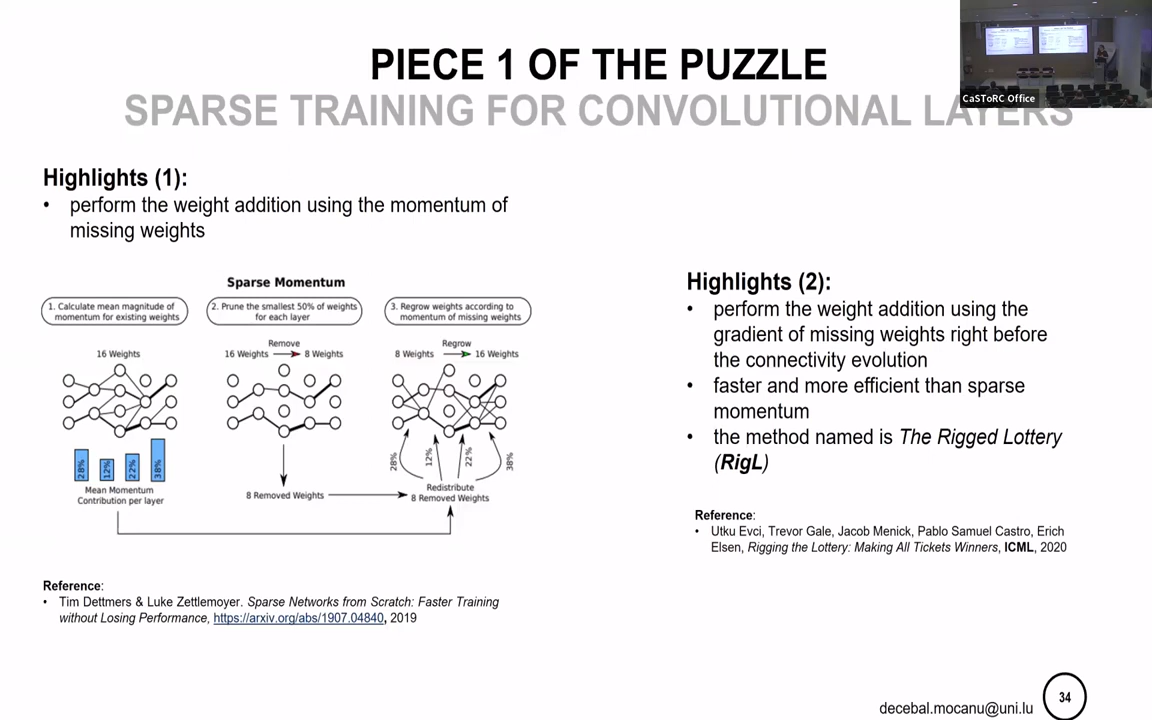 PIECE 1 OF THE PUZZLE
SPARSE TRAINING FOR CONVOLUTIONAL LAYERS
CaSToRC Office
Highlights (1):
• perform the weight addition using the momentum of
missing weights
Sparse Momentum
1. Calculate mean magnitude of
momentum for existing weights
2. Prune the smallest 50% of weights
for each layer
3. Regrow weights according to
momentum of missing weights
16 Weights
Remove
16 Weights 8 Weights
Regrow
8 Weights 16 Weights
28%
12%
22%
38%
Mean Momentum
Contribution per layer
8 Removed Weights
28%
12%
22%
38%
Redistribute
8 Removed Weights
Reference:
• Tim Dettmers & Luke Zettlemoyer. Sparse Networks from Scratch: Faster Training
without Losing Performance, https://arxiv.org/abs/1907.04840, 2019
Highlights (2):
• perform the weight addition using the
gradient of missing weights right before
the connectivity evolution
• faster and more efficient than sparse
momentum
• the method named is The Rigged Lottery
(RigL)
Reference:
• Utku Evci, Trevor Gale, Jacob Menick, Pablo Samuel Castro, Erich
Elsen, Rigging the Lottery: Making All Tickets Winners, ICML, 2020
decebal.mocanu@uni.lu
34